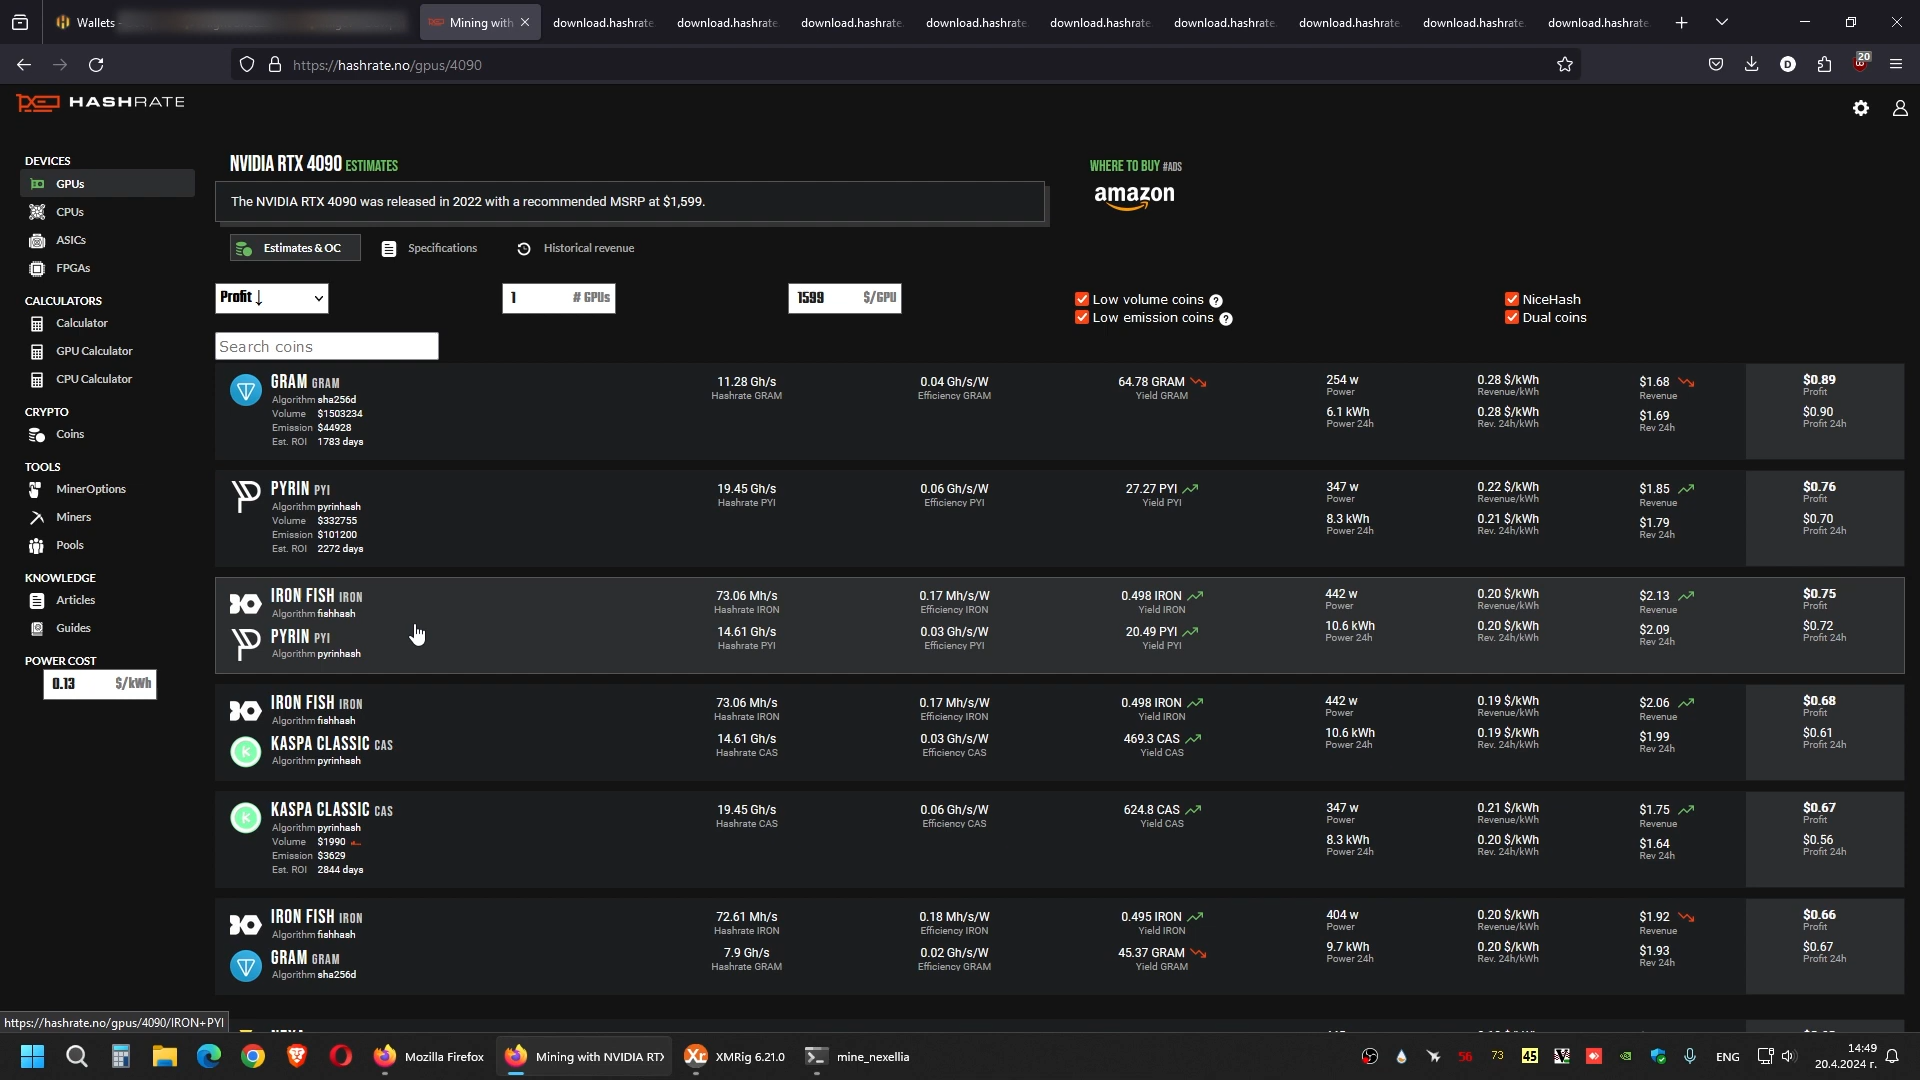 Wallets -
Mining with
download.hashrate.
download.hashrate.
download.hashrate.
download.hashrate.
download.hashrate.
download.hashrate.
download.hashrate.
download.hashrate.
download.hashrate.
https://hashrate.no/gpus/4090
20
HASHRATE
DEVICES
GPUs
CPUs
ASICs
FPGAs
CALCULATORS
Calculator
GPU Calculator
CPU Calculator
CRYPTO
Coins
TOOLS
MinerOptions
Miners
Pools
KNOWLEDGE
Articles
Guides
POWER COST
0.13 $/kWh
NVIDIA RTX 4090 ESTIMATES
The NVIDIA RTX 4090 was released in 2022 with a recommended MSRP at $1,599.
WHERE TO BUY #ADS
amazon
Estimates & OC
Specifications
Historical revenue
Profit ↓
1 # GPUs
1599 $/GPU
Low volume coins ?
Low emission coins ?
NiceHash
Dual coins
Search coins
GRAM GRAM
Algorithm sha256d
Volume $1503234
Emission $44928
Est. ROI 1783 days
11.28 Gh/s
Hashrate GRAM
0.04 Gh/s/W
Efficiency GRAM
64.78 GRAM
Yield GRAM
254 w
Power
6.1 kWh
Power 24h
0.28 $/kWh
Revenue/kWh
0.28 $/kWh
Rev. 24h/kWh
$1.68
Revenue
$1.69
Rev 24h
$0.89
Profit
$0.90
Profit 24h
PYRIN PYI
Algorithm pyrinhash
Volume $332755
Emission $101200
Est. ROI 2272 days
19.45 Gh/s
Hashrate PYI
0.06 Gh/s/W
Efficiency PYI
27.27 PYI
Yield PYI
347 w
Power
8.3 kWh
Power 24h
0.22 $/kWh
Revenue/kWh
0.21 $/kWh
Rev. 24h/kWh
$1.85
Revenue
$1.79
Rev 24h
$0.76
Profit
$0.70
Profit 24h
IRON FISH IRON
Algorithm fishhash
PYRIN PYI
Algorithm pyrinhash
73.06 Mh/s
Hashrate IRON
14.61 Gh/s
Hashrate PYI
0.17 Mh/s/W
Efficiency IRON
0.03 Gh/s/W
Efficiency PYI
0.498 IRON
Yield IRON
20.49 PYI
Yield PYI
442 w
Power
10.6 kWh
Power 24h
0.20 $/kWh
Revenue/kWh
0.20 $/kWh
Rev. 24h/kWh
$2.13
Revenue
$2.09
Rev 24h
$0.75
Profit
$0.72
Profit 24h
IRON FISH IRON
Algorithm fishhash
KASPA CLASSIC CAS
Algorithm pyrinhash
73.06 Mh/s
Hashrate IRON
14.61 Gh/s
Hashrate CAS
0.17 Mh/s/W
Efficiency IRON
0.03 Gh/s/W
Efficiency CAS
0.498 IRON
Yield IRON
469.3 CAS
Yield CAS
442 w
Power
10.6 kWh
Power 24h
0.19 $/kWh
Revenue/kWh
0.19 $/kWh
Rev. 24h/kWh
$2.06
Revenue
$1.99
Rev 24h
$0.68
Profit
$0.61
Profit 24h
KASPA CLASSIC CAS
Algorithm pyrinhash
Volume $1990
Emission $3629
Est. ROI 2844 days
19.45 Gh/s
Hashrate CAS
0.06 Gh/s/W
Efficiency CAS
624.8 CAS
Yield CAS
347 w
Power
8.3 kWh
Power 24h
0.21 $/kWh
Revenue/kWh
0.20 $/kWh
Rev. 24h/kWh
$1.75
Revenue
$1.64
Rev 24h
$0.67
Profit
$0.56
Profit 24h
IRON FISH IRON
Algorithm fishhash
GRAM GRAM
Algorithm sha256d
72.61 Mh/s
Hashrate IRON
7.9 Gh/s
Hashrate GRAM
0.18 Mh/s/W
Efficiency IRON
0.02 Gh/s/W
Efficiency GRAM
0.495 IRON
Yield IRON
45.37 GRAM
Yield GRAM
404 w
Power
9.7 kWh
Power 24h
0.20 $/kWh
Revenue/kWh
0.20 $/kWh
Rev. 24h/kWh
$1.92
Revenue
$1.93
Rev 24h
$0.66
Profit
$0.67
Profit 24h
https://hashrate.no/gpus/4090/IRON+PYI
Mozilla Firefox
Mining with NVIDIA RTX
XMRig 6.21.0
mine_nexellia
56
73
45
ENG
14:49
20.4.2024 г.